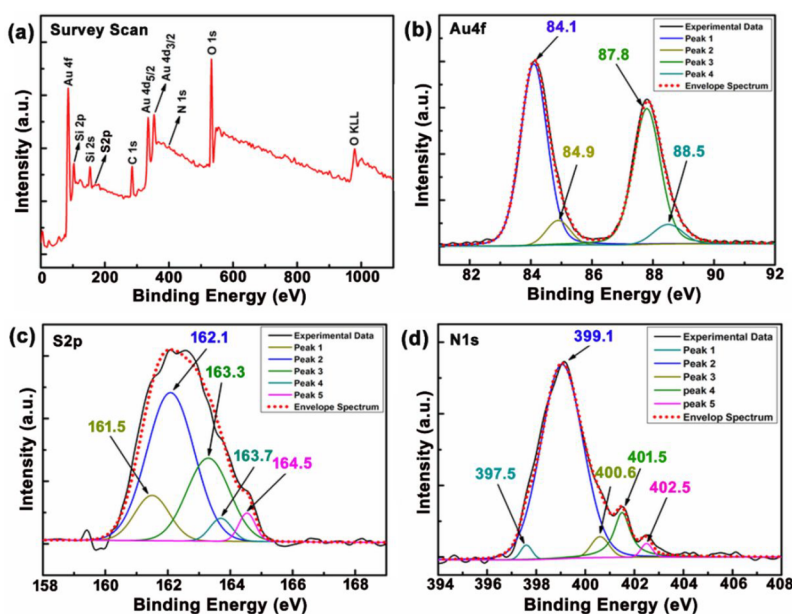 (a) Survey Scan
Au 4f
Si 2p
Si 2s
S2p
C 1s
Au 4d5/2
Au 4d3/2
N 1s
O 1s
O KLL
Intensity (a.u.)
0 200 400 600 800 1000
Binding Energy (eV)
(b) Au4f
84.1
87.8
84.9
88.5
Experimental Data
Peak 1
Peak 2
Peak 3
Peak 4
Envelope Spectrum
Intensity (a.u.)
82 84 86 88 90 92
Binding Energy (eV)
(c) S2p
162.1
163.3
161.5
163.7
164.5
Experimental Data
Peak 1
Peak 2
Peak 3
Peak 4
Peak 5
Envelope Spectrum
Intensity (a.u.)
158 160 162 164 166 168
Binding Energy (eV)
(d) N1s
399.1
397.5
400.6
401.5
402.5
Experimental Data
Peak 1
Peak 2
Peak 3
peak 4
peak 5
Envelop Spectrum
Intensity (a.u.)
394 396 398 400 402 404 406 408
Binding Energy (eV)